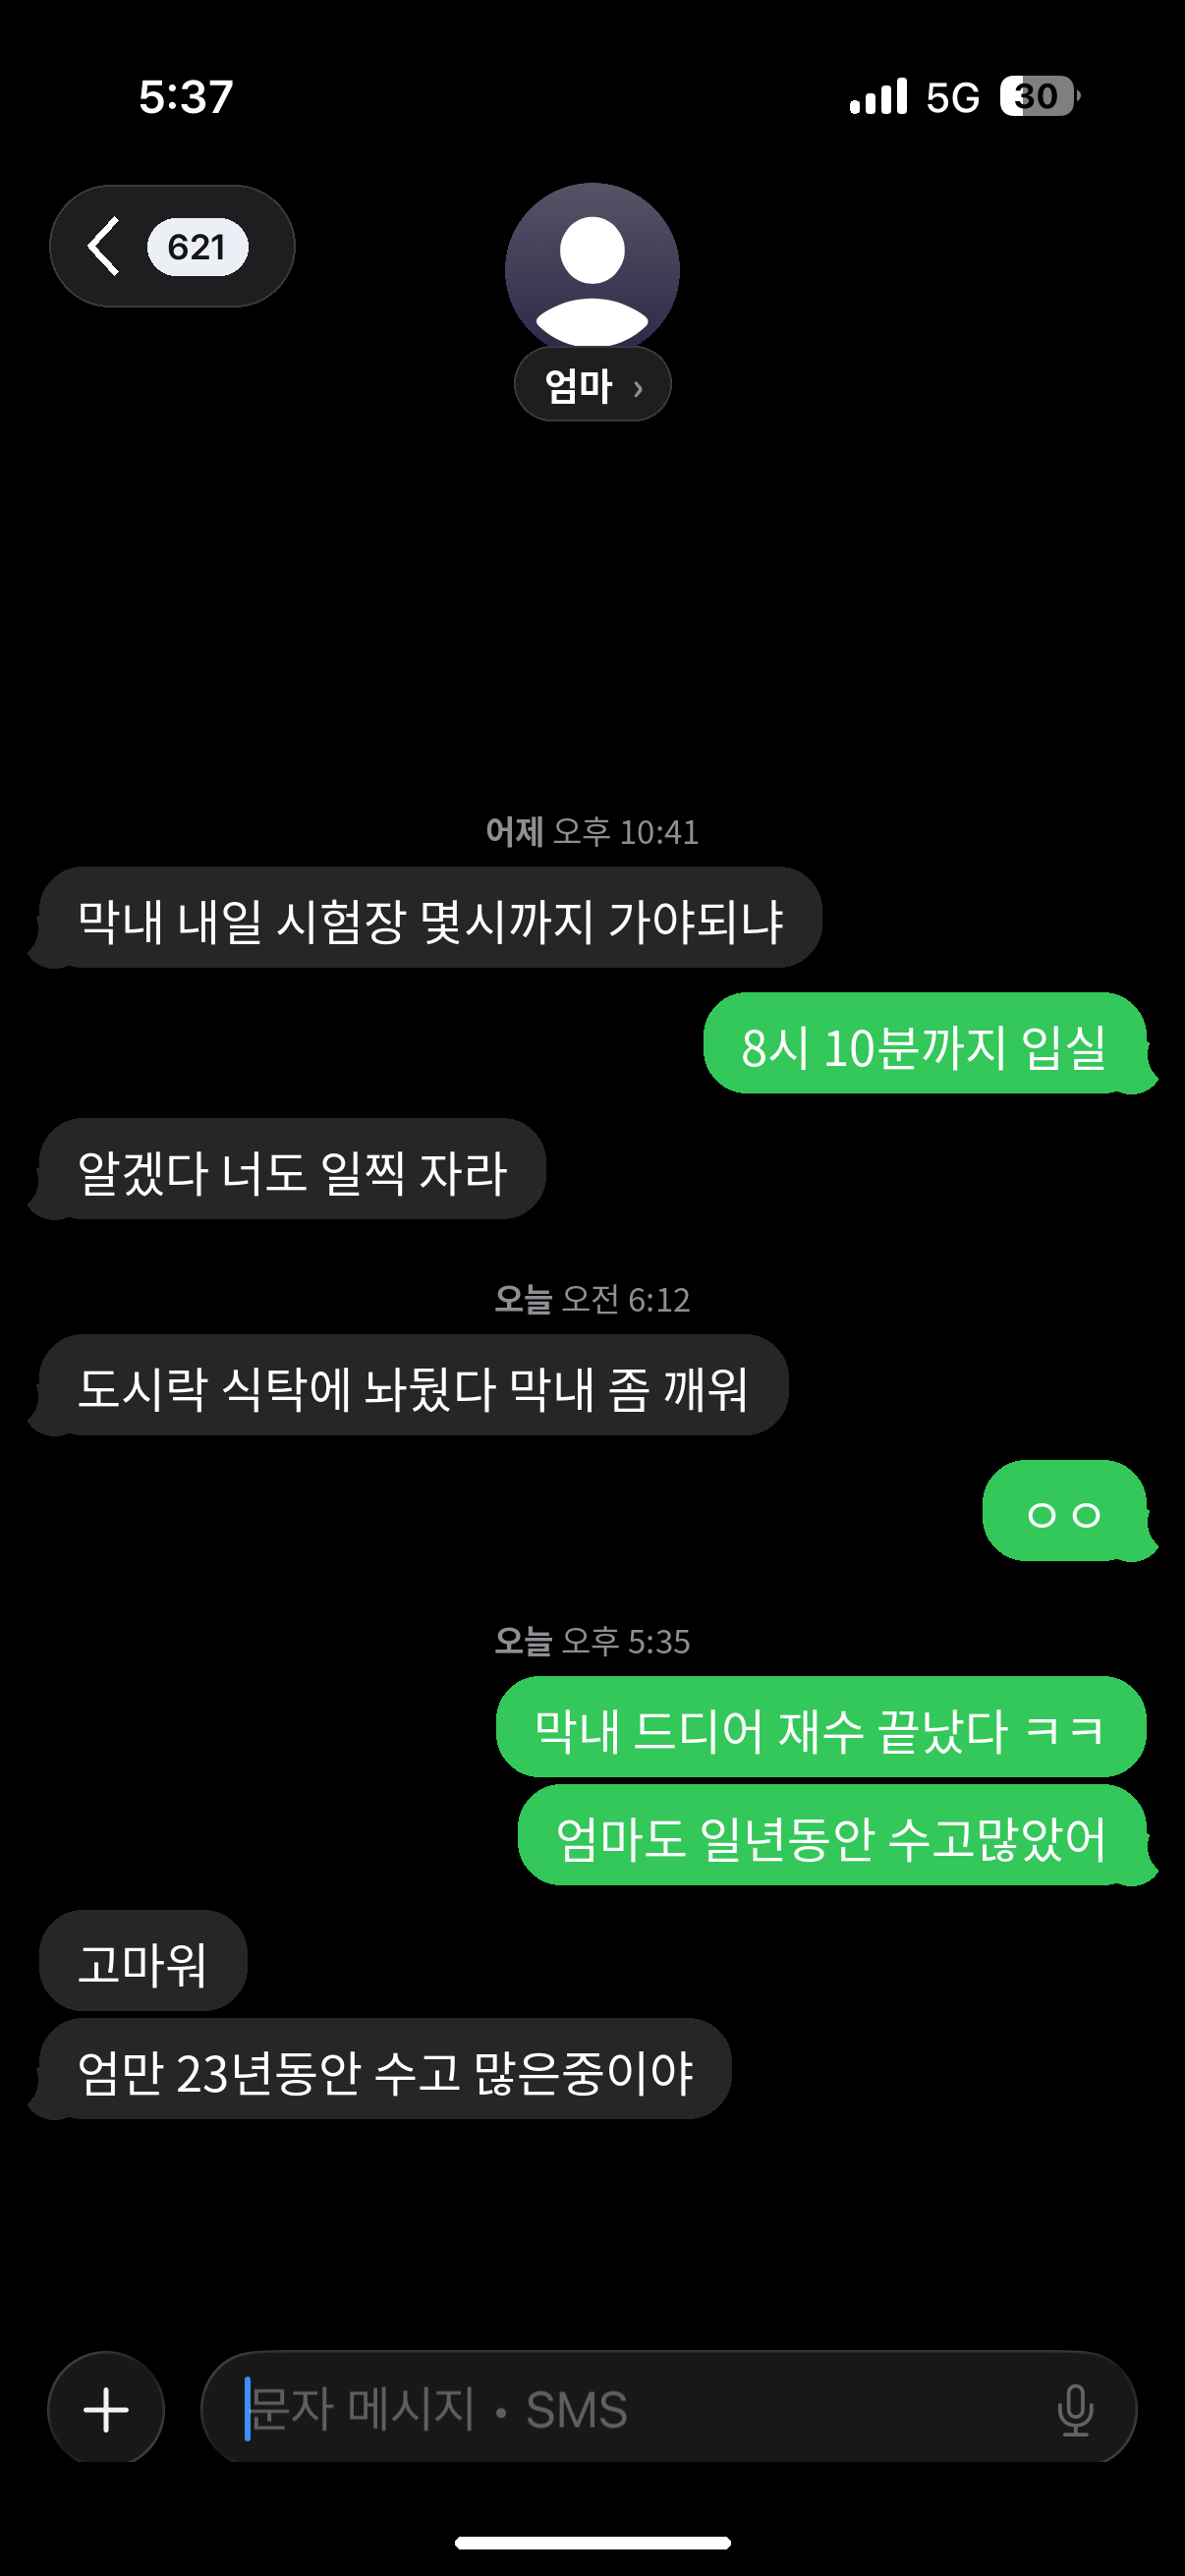 5:37
5G
30
621
엄마 ›
어제 오후 10:41
막내 내일 시험장 몇시까지 가야되냐
8시 10분까지 입실
알겠다 너도 일찍 자라
오늘 오전 6:12
도시락 식탁에 놔뒀다 막내 좀 깨워
ㅇㅇ
오늘 오후 5:35
막내 드디어 재수 끝났다 ㅋㅋ
엄마도 일년동안 수고많았어
고마워
엄만 23년동안 수고 많은중이야
문자 메시지 • SMS